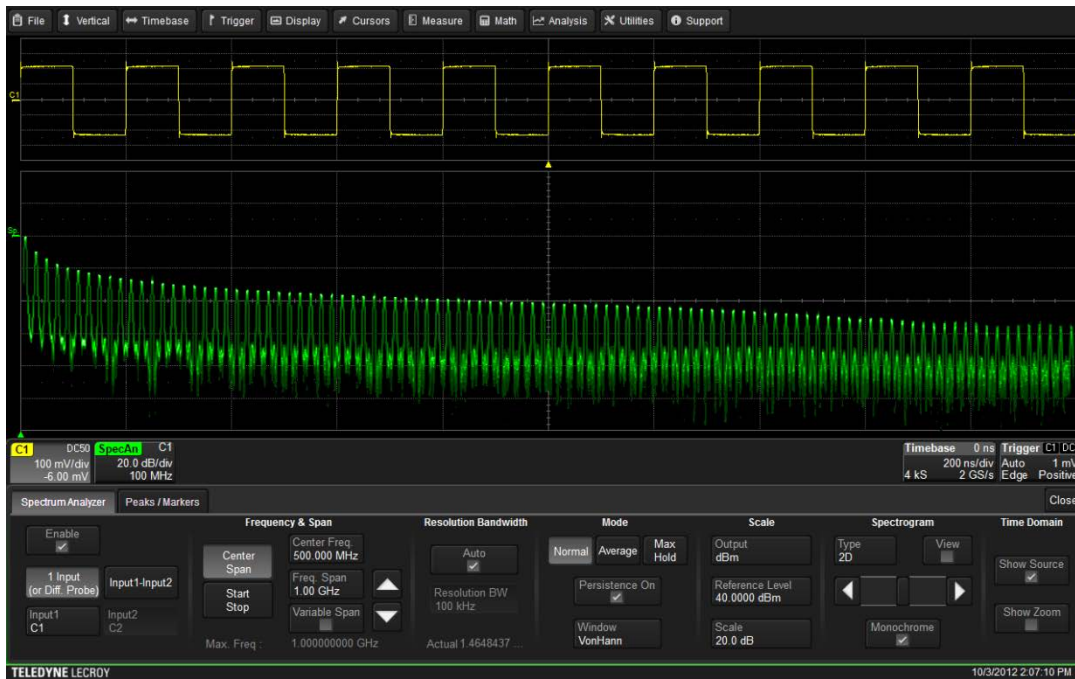 File Vertical Timebase Trigger Display Cursors Measure Math Analysis Utilities Support
C1
Sp.
C1 DC50 SpecAn C1 Timebase 0 ns Trigger C1 DC
100 mV/div 20.0 dB/div 200 ns/div Auto 1 mV
-6.00 mV 100 MHz 4 kS 2 GS/s Edge Positive
Spectrum Analyzer Peaks / Markers Close
Frequency & Span Resolution Bandwidth Mode Scale Spectrogram Time Domain
Enable
1 Input
(or Diff. Probe)
Input1-Input2
Input1
C1
Input2
C2
Center
Span
Start
Stop
Center Freq.
500.000 MHz
Freq. Span
1.00 GHz
Variable Span
Max. Freq : 1.000000000 GHz
Auto
Resolution BW
100 kHz
Actual 1.4648437 ...
Normal Average Max
Hold
Persistence On
Window
VonHann
Output
dBm
Reference Level
40.0000 dBm
Scale
20.0 dB
Type
2D
View
Monochrome
Show Source
Show Zoom
TELEDYNE LECROY 10/3/2012 2:07:10 PM